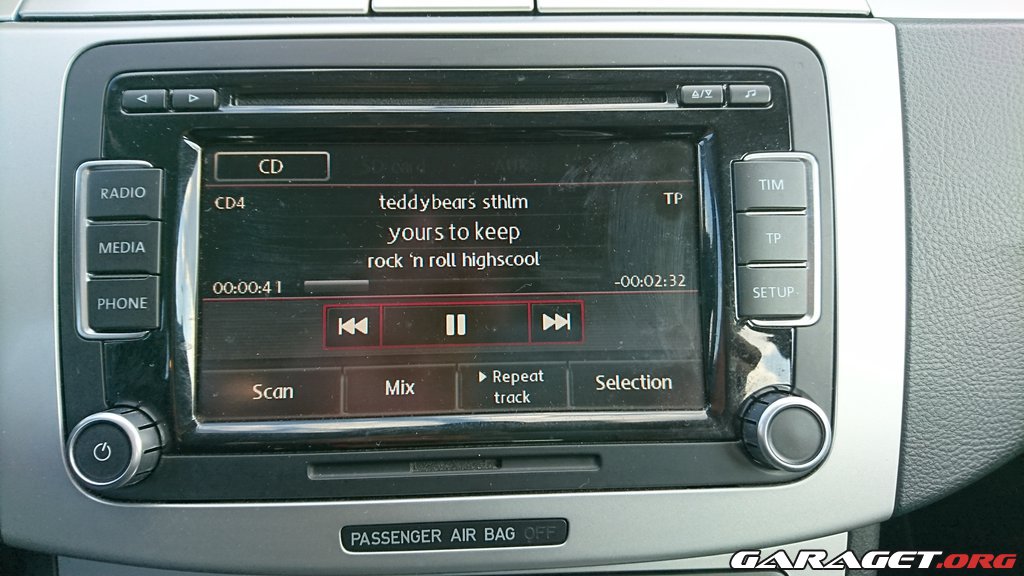 CD
CD4
teddybears sthlm
TP
yours to keep
rock 'n roll highscool
00:00:41
-00:02:32
Scan
Mix
Repeat
track
Selection
RADIO
MEDIA
PHONE
TIM
TP
SETUP
PASSENGER AIR BAG OFF
GARAGET.ORG